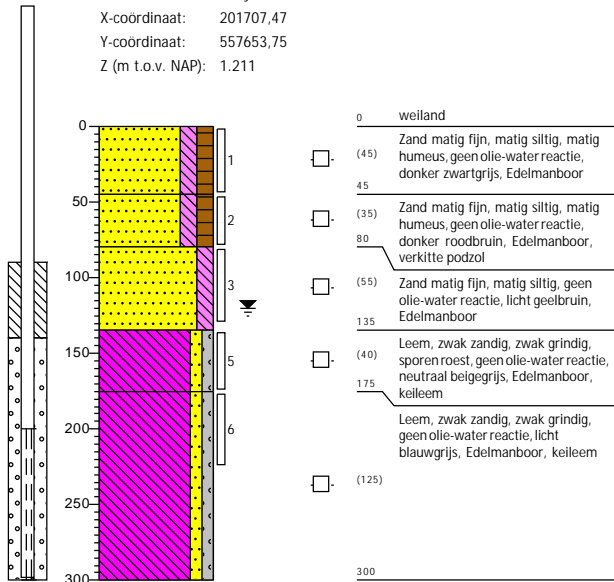 X-coördinaat: 201707,47
Y-coördinaat: 557653,75
Z (m t.o.v. NAP): 1.211
0
50
100
150
200
250
300
1
2
3
5
6
0 weiland
(45) Zand matig fijn, matig siltig, matig
humeus, geen olie-water reactie,
donker zwartgrijs, Edelmanboor
45
(35) Zand matig fijn, matig siltig, matig
humeus, geen olie-water reactie,
donker roodbruin, Edelmanboor,
verkitte podzol
80
(55) Zand matig fijn, matig siltig, geen
olie-water reactie, licht geelbruin,
Edelmanboor
135
(40) Leem, zwak zandig, zwak grindig,
sporen roest, geen olie-water reactie,
neutraal beigegrijs, Edelmanboor,
keileem
175
Leem, zwak zandig, zwak grindig,
geen olie-water reactie, licht
blauwgrijs, Edelmanboor, keileem
(125)
300